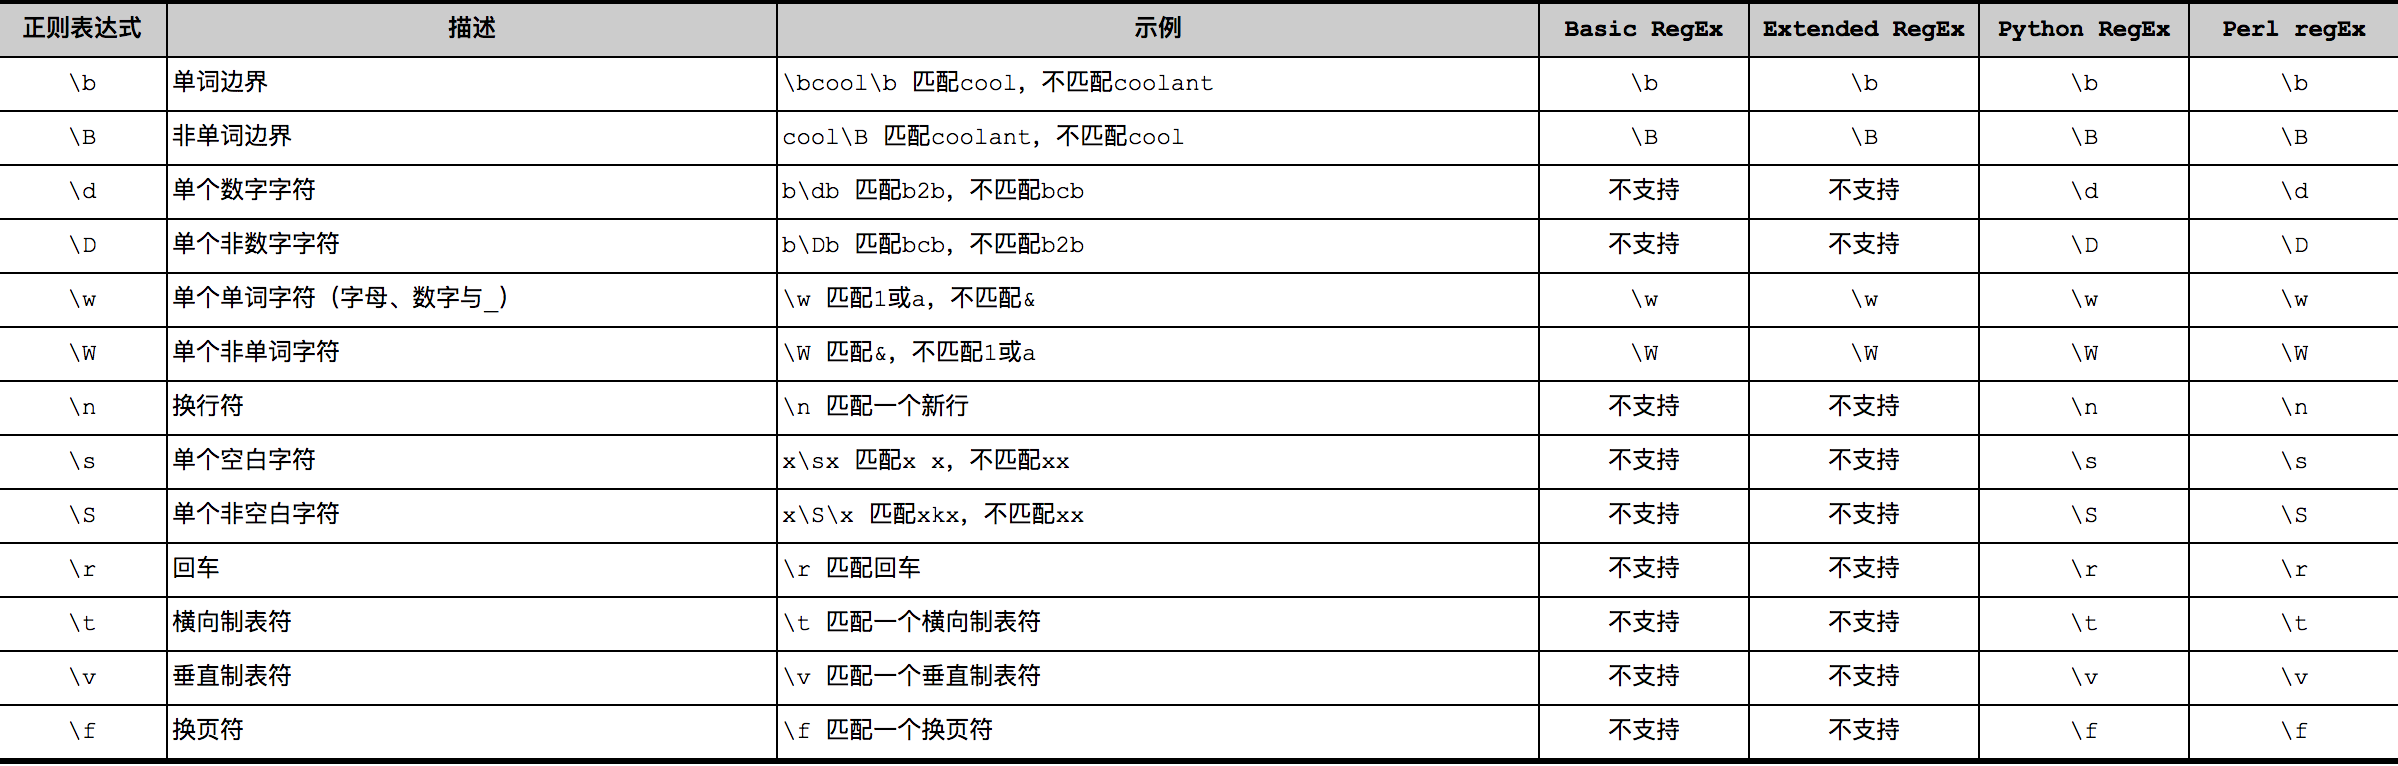 正则表达式 描述 示例 Basic RegEx Extended RegEx Python RegEx Perl regEx
\b 单词边界 \bcool\b 匹配cool，不匹配coolant \b \b \b \b
\B 非单词边界 cool\B 匹配coolant，不匹配cool \B \B \B \B
\d 单个数字字符 b\db 匹配b2b，不匹配bcb 不支持 不支持 \d \d
\D 单个非数字字符 b\Db 匹配bcb，不匹配b2b 不支持 不支持 \D \D
\w 单个单词字符（字母、数字与_） \w 匹配1或a，不匹配& \w \w \w \w
\W 单个非单词字符 \W 匹配&，不匹配1或a \W \W \W \W
\n 换行符 \n 匹配一个新行 不支持 不支持 \n \n
\s 单个空白字符 x\sx 匹配x x，不匹配xx 不支持 不支持 \s \s
\S 单个非空白字符 x\S\x 匹配xkx，不匹配xx 不支持 不支持 \S \S
\r 回车 \r 匹配回车 不支持 不支持 \r \r
\t 横向制表符 \t 匹配一个横向制表符 不支持 不支持 \t \t
\v 垂直制表符 \v 匹配一个垂直制表符 不支持 不支持 \v \v
\f 换页符 \f 匹配一个换页符 不支持 不支持 \f \f